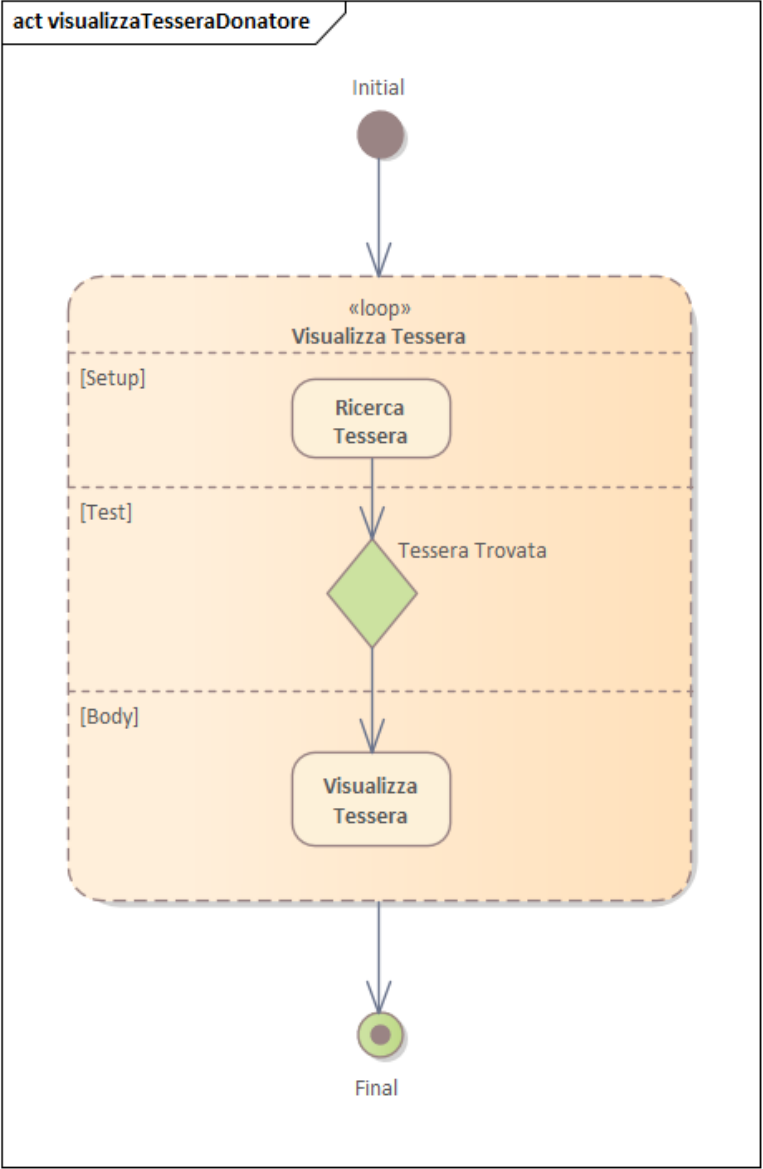 act visualizzaTesseraDonatore
Initial
«loop»
Visualizza Tessera
[Setup]
Ricerca
Tessera
[Test]
Tessera Trovata
[Body]
Visualizza
Tessera
Final